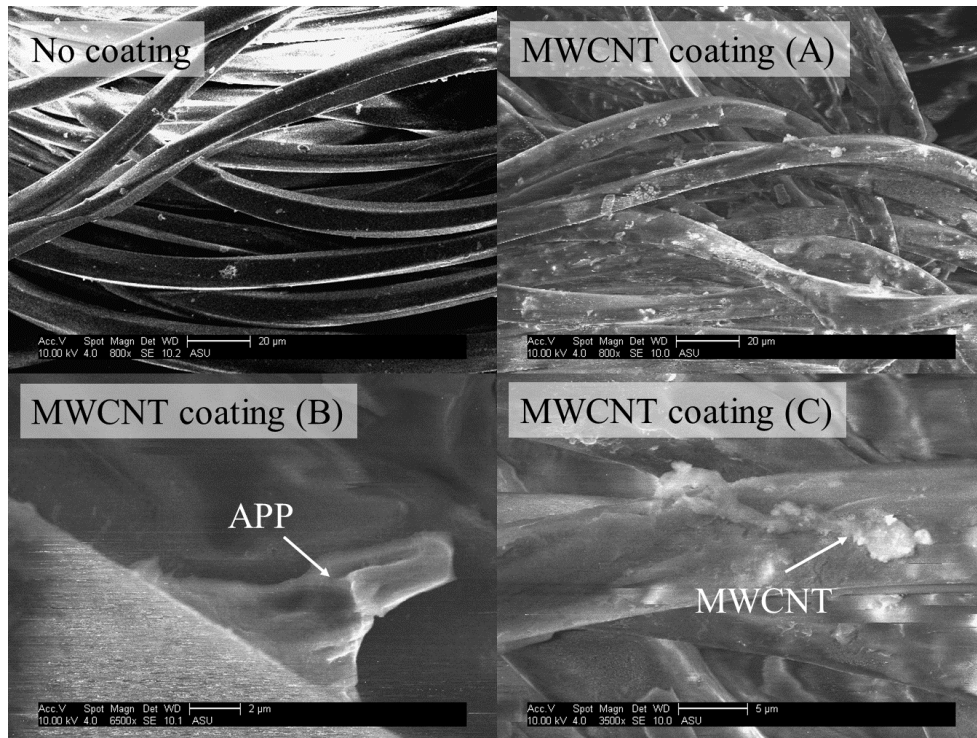 No coating
Acc.V Spot Magn Det WD 20 µm
10.00 kV 4.0 800x SE 10.2 ASU
MWCNT coating (A)
Acc.V Spot Magn Det WD 20 µm
10.00 kV 4.0 800x SE 10.0 ASU
MWCNT coating (B)
APP
Acc.V Spot Magn Det WD 2 µm
10.00 kV 4.0 6500x SE 10.1 ASU
MWCNT coating (C)
MWCNT
Acc.V Spot Magn Det WD 5 µm
10.00 kV 4.0 3500x SE 10.0 ASU